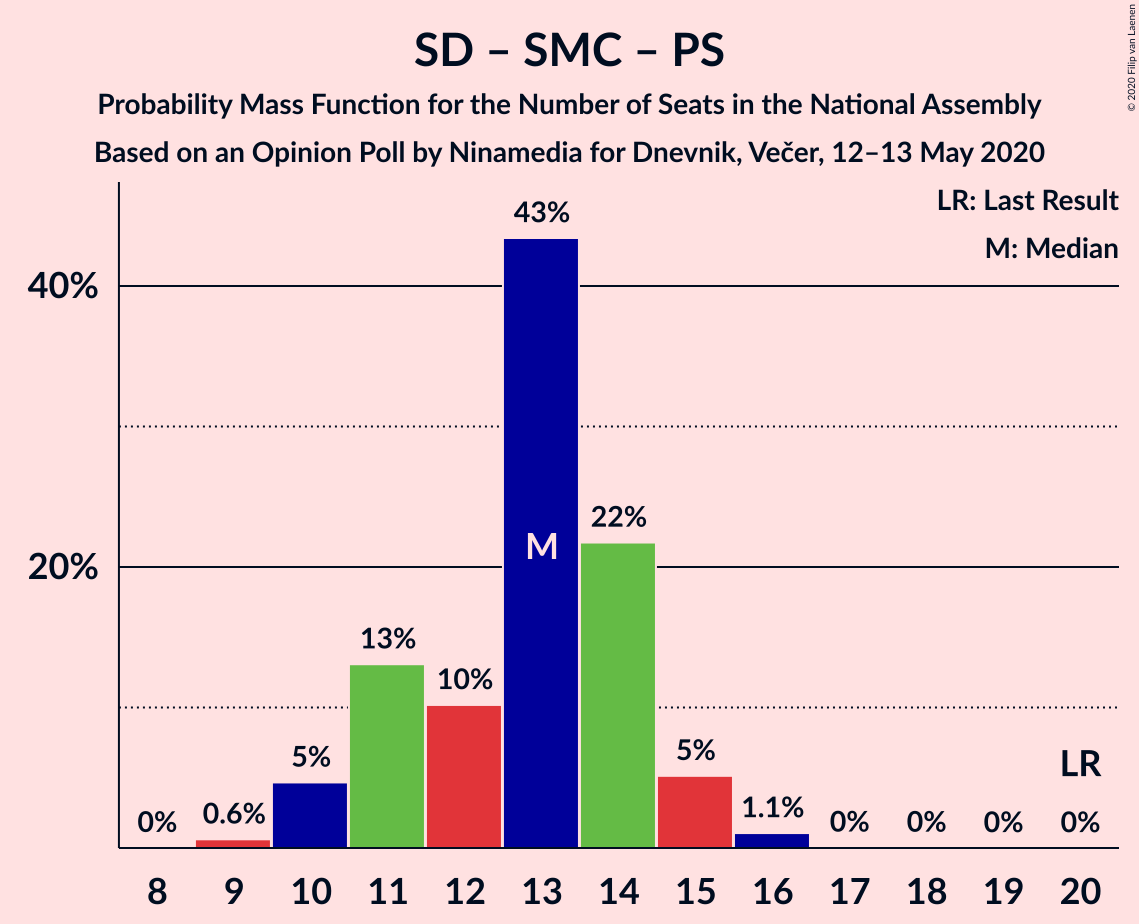 SD – SMC – PS
Probability Mass Function for the Number of Seats in the National Assembly
Based on an Opinion Poll by Ninamedia for Dnevnik, Večer, 12–13 May 2020
© 2020 Filip van Laenen
LR: Last Result
M: Median
43%
40%
22%
M
20%
13%
10%
5%
5%
LR
0%
0.6%
1.1%
0%
0%
0%
0%
8 9 10 11 12 13 14 15 16 17 18 19 20